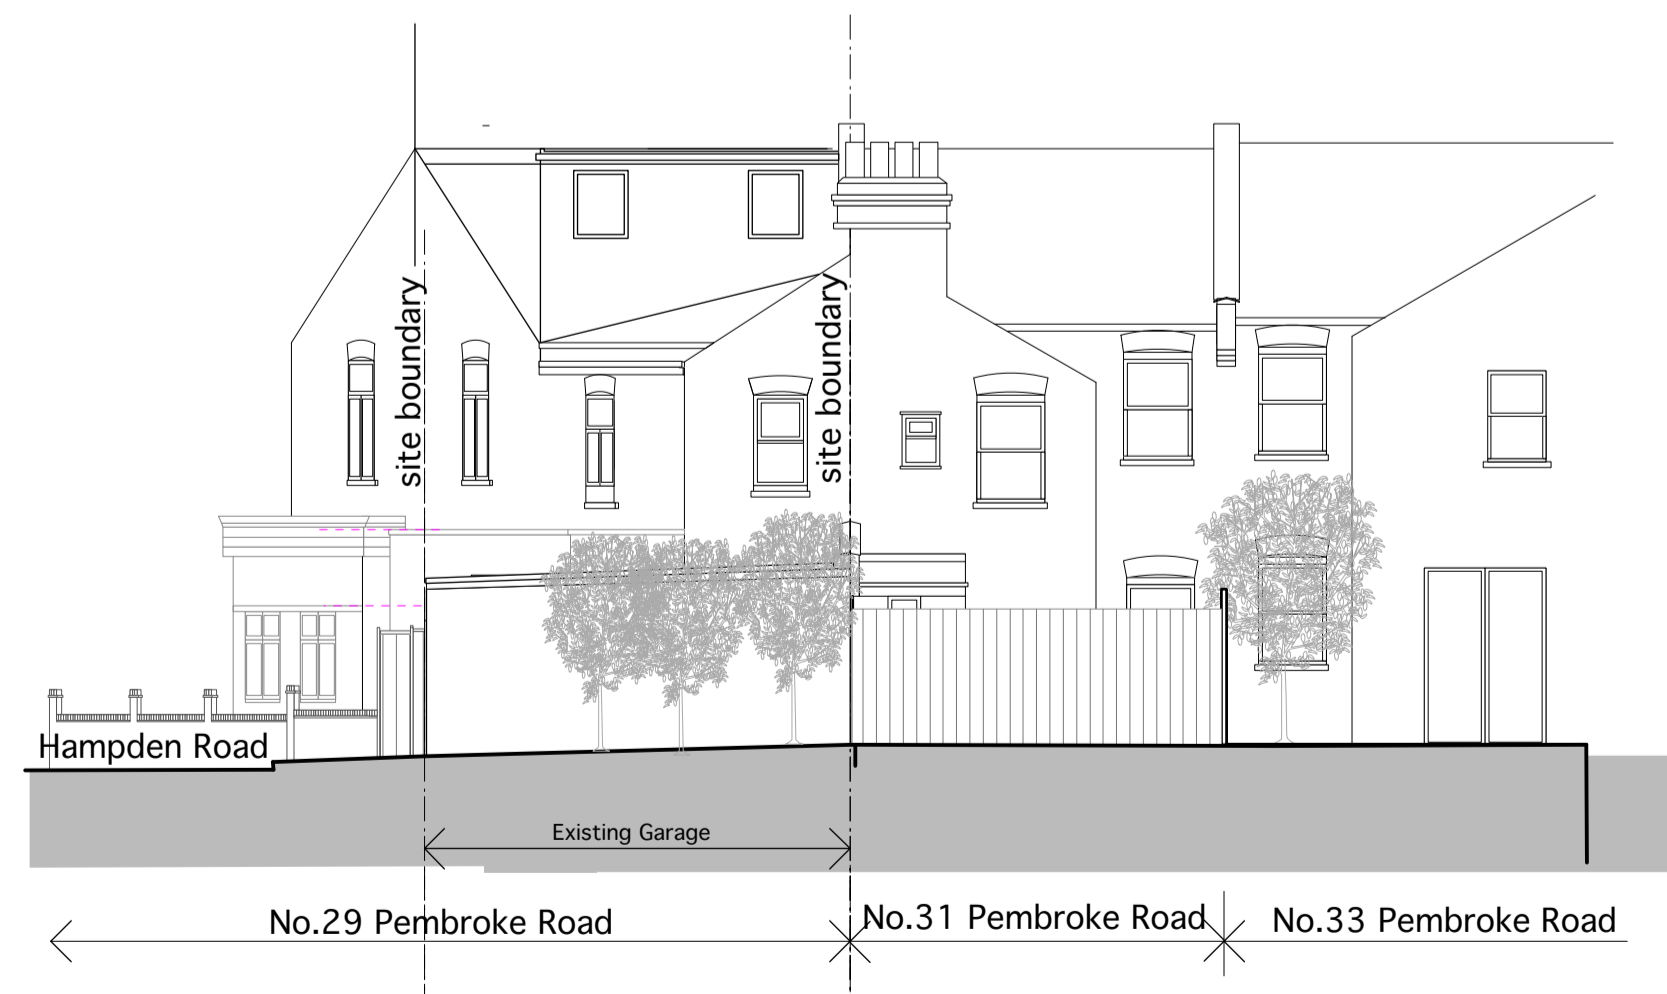 site boundary
site boundary
Hampden Road
Existing Garage
No.29 Pembroke Road
No.31 Pembroke Road
No.33 Pembroke Road